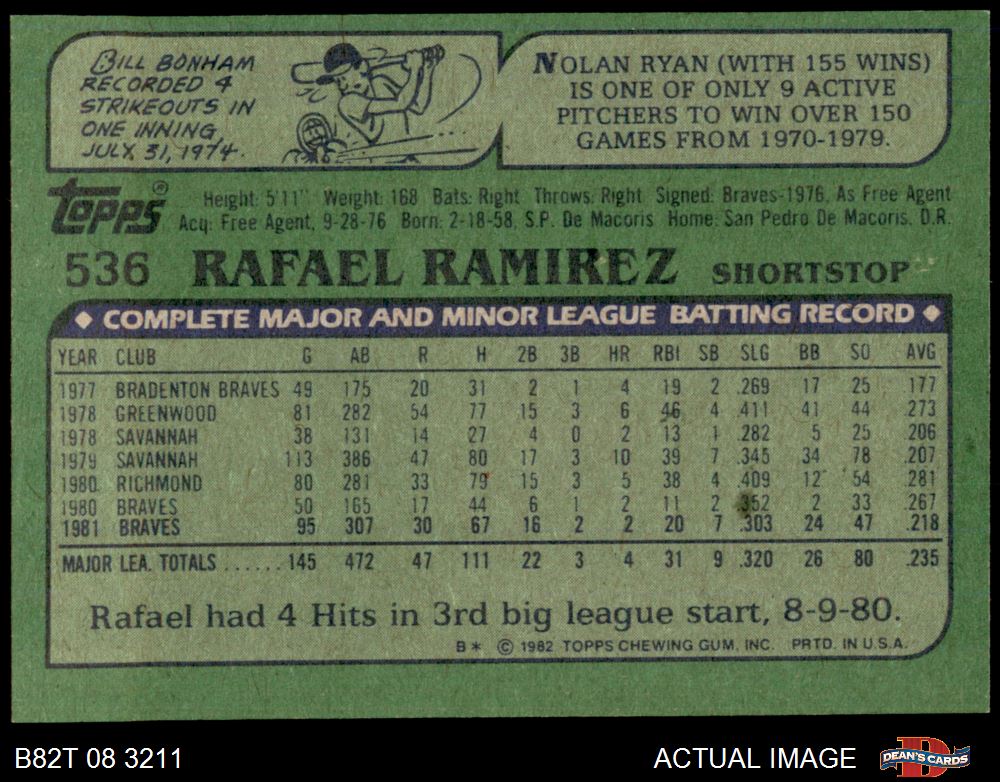 BILL BONHAM
RECORDED 4
STRIKEOUTS IN
ONE INNING,
JULY 31, 1974.
NOLAN RYAN (WITH 155 WINS)
IS ONE OF ONLY 9 ACTIVE
PITCHERS TO WIN OVER 150
GAMES FROM 1970-1979.
Topps®
Height: 5'11" Weight: 168 Bats: Right Throws: Right Signed: Braves-1976, As Free Agent
Acq: Free Agent, 9-28-76 Born: 2-18-58, S.P. De Macoris Home: San Pedro De Macoris, D.R.
536 RAFAEL RAMIREZ SHORTSTOP
◆ COMPLETE MAJOR AND MINOR LEAGUE BATTING RECORD ◆
YEAR CLUB G AB R H 2B 3B HR RBI SB SLG BB SO AVG
1977 BRADENTON BRAVES 49 175 20 31 2 1 4 19 2 .269 17 25 .177
1978 GREENWOOD 81 282 54 77 15 3 6 46 4 .411 41 44 .273
1978 SAVANNAH 38 131 14 27 4 0 2 13 1 .282 5 25 .206
1979 SAVANNAH 113 386 47 80 17 3 10 39 7 .345 34 78 .207
1980 RICHMOND 80 281 33 79 15 3 5 38 4 .409 12 54 .281
1980 BRAVES 50 165 17 44 6 1 2 11 2 .352 2 33 .267
1981 BRAVES 95 307 30 67 16 2 2 20 7 .303 24 47 .218
MAJOR LEA. TOTALS ...... 145 472 47 111 22 3 4 31 9 .320 26 80 .235
Rafael had 4 Hits in 3rd big league start, 8-9-80.
B* © 1982 TOPPS CHEWING GUM, INC. PRTD. IN U.S.A.
B82T 08 3211
ACTUAL IMAGE
DEAN'S CARDS